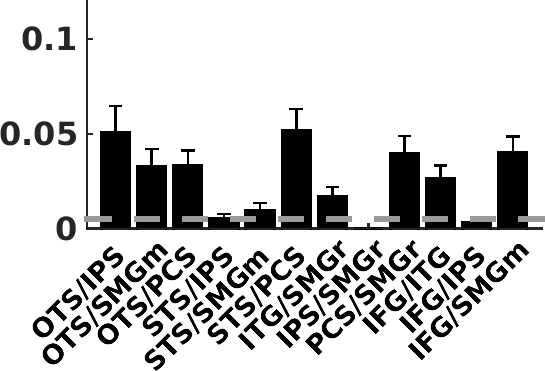 0.1
0.05
0
OTS/IPS
OTS/SMGm
OTS/PCS
STS/IPS
STS/SMGm
STS/PCS
ITG/SMGr
IPS/SMGr
PCS/SMGr
IFG/ITG
IFG/IPS
IFG/SMGm